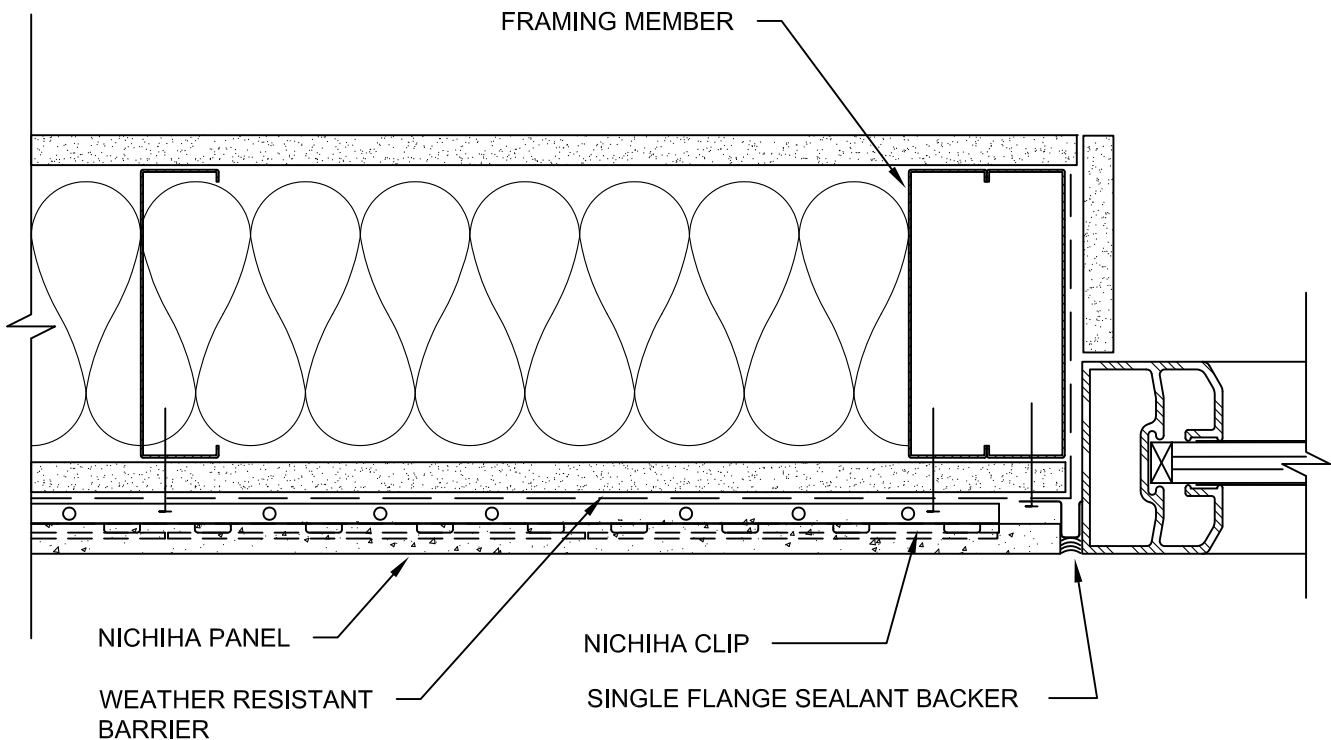 FRAMING MEMBER
NICHIHA PANEL
NICHIHA CLIP
WEATHER RESISTANT
BARRIER
SINGLE FLANGE SEALANT BACKER